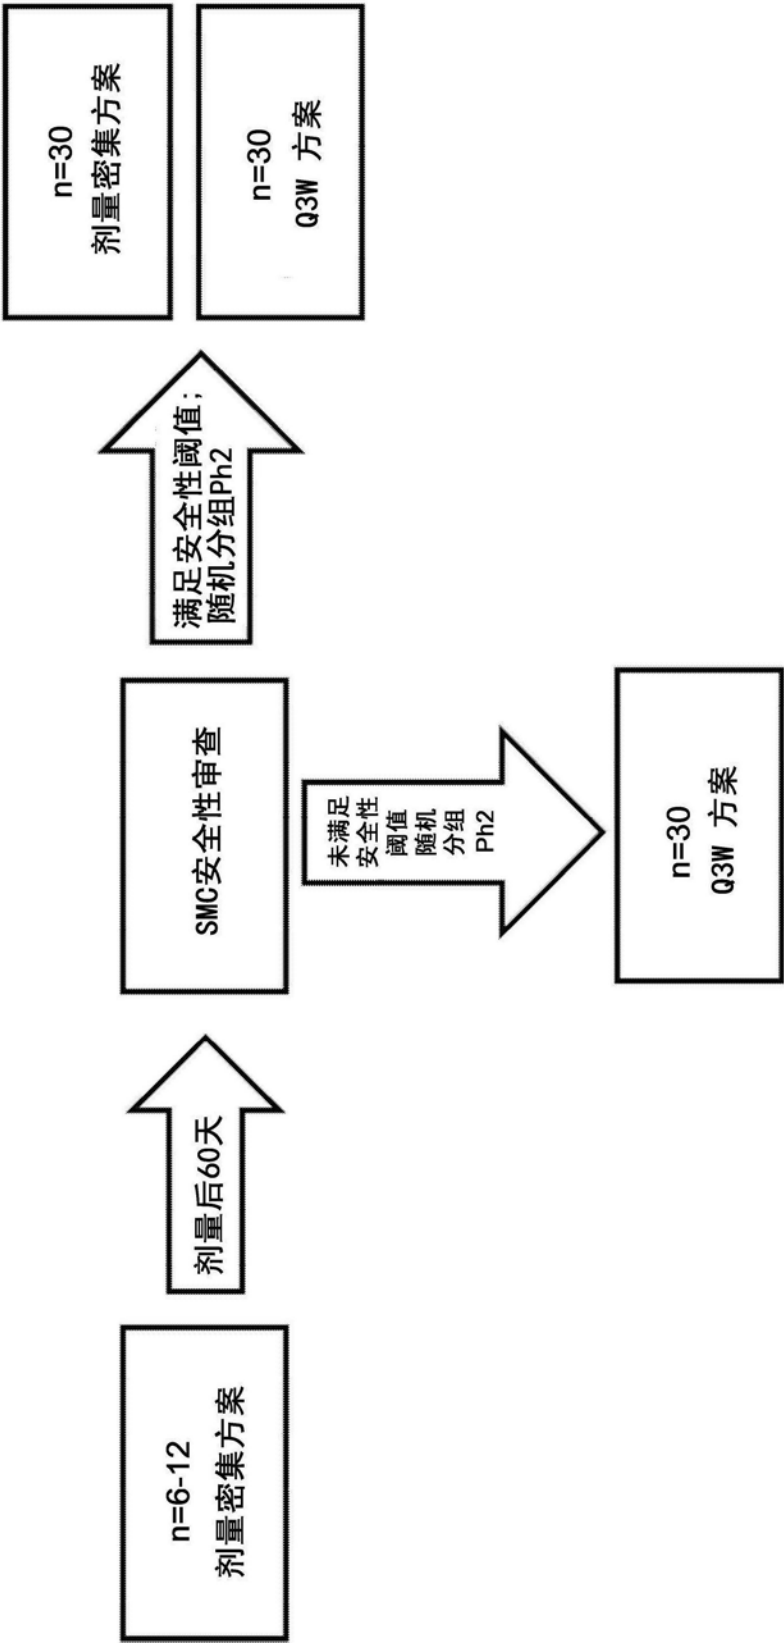 n=6-12
剂量密集方案
剂量后60天
SMC安全性审查
满足安全性阈值;
随机分组Ph2
n=30
剂量密集方案
n=30
Q3W 方案
未满足
安全性
阈值
随机
分组
Ph2
n=30
Q3W 方案